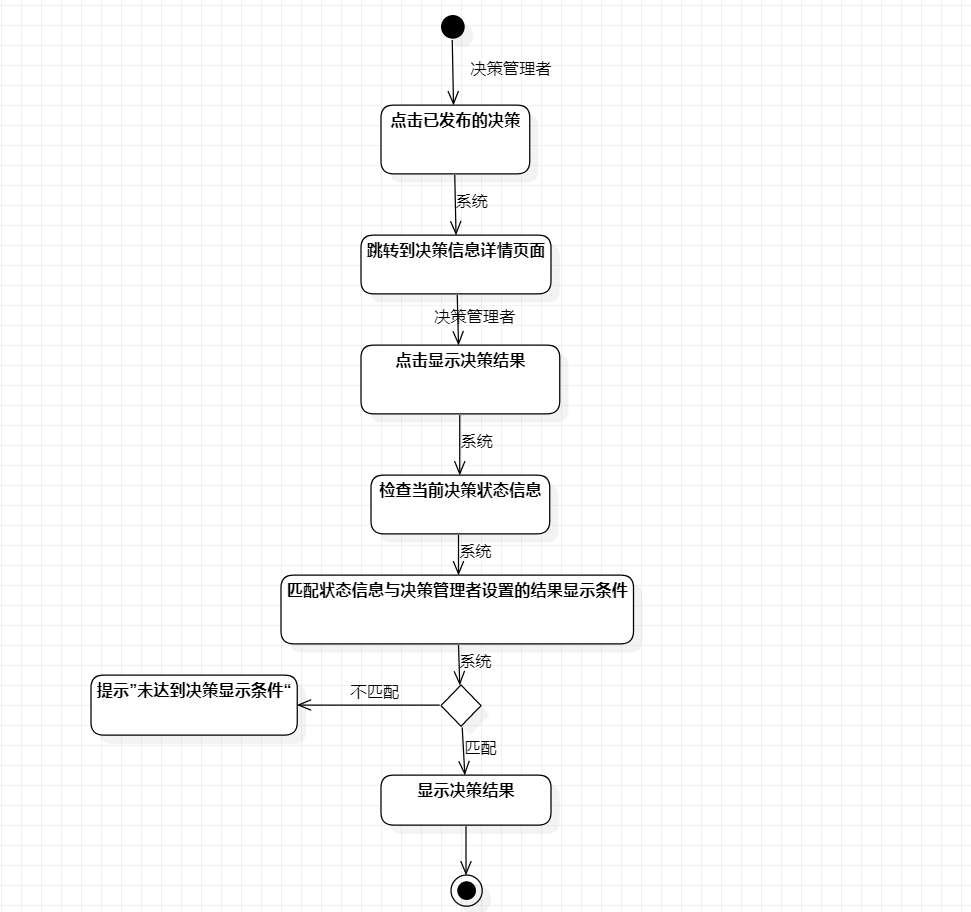 决策管理者
点击已发布的决策
系统
跳转到决策信息详情页面
决策管理者
点击显示决策结果
系统
检查当前决策状态信息
系统
匹配状态信息与决策管理者设置的结果显示条件
系统
提示”未达到决策显示条件“
不匹配
匹配
显示决策结果